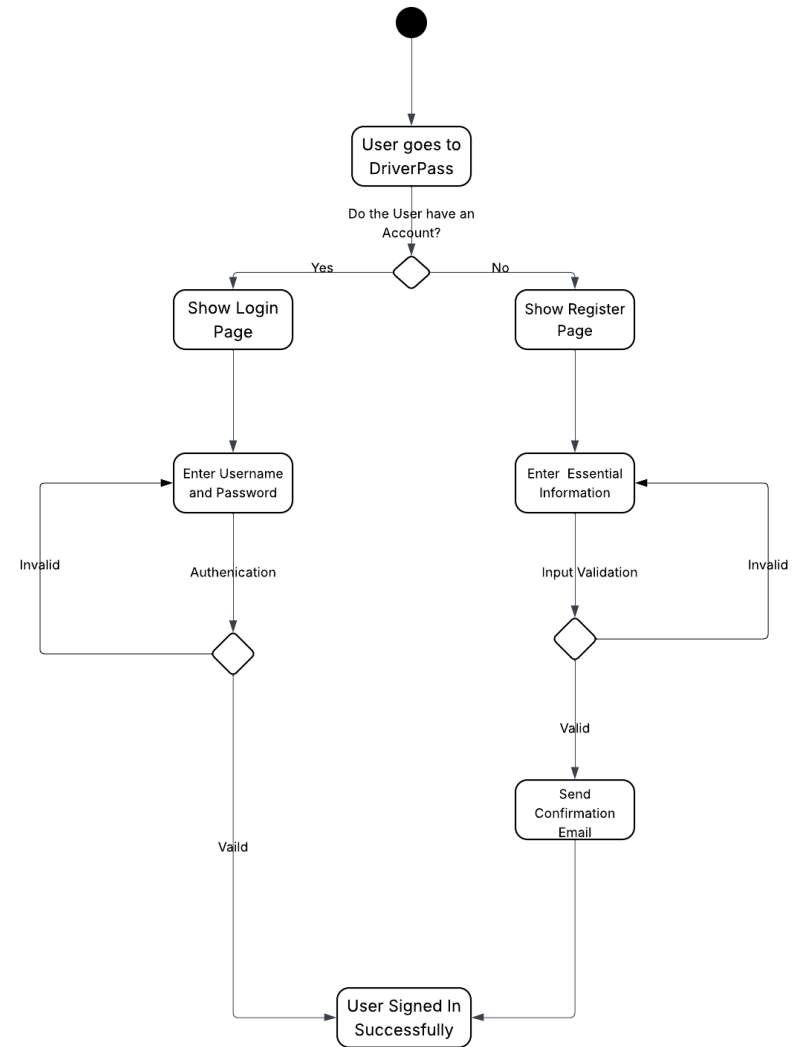 User goes to
DriverPass
Do the User have an
Account?
Yes
No
Show Login
Page
Show Register
Page
Enter Username
and Password
Enter Essential
Information
Invalid
Authenication
Input Validation
Invalid
Valid
Send
Confirmation
Email
Vaild
User Signed In
Successfully